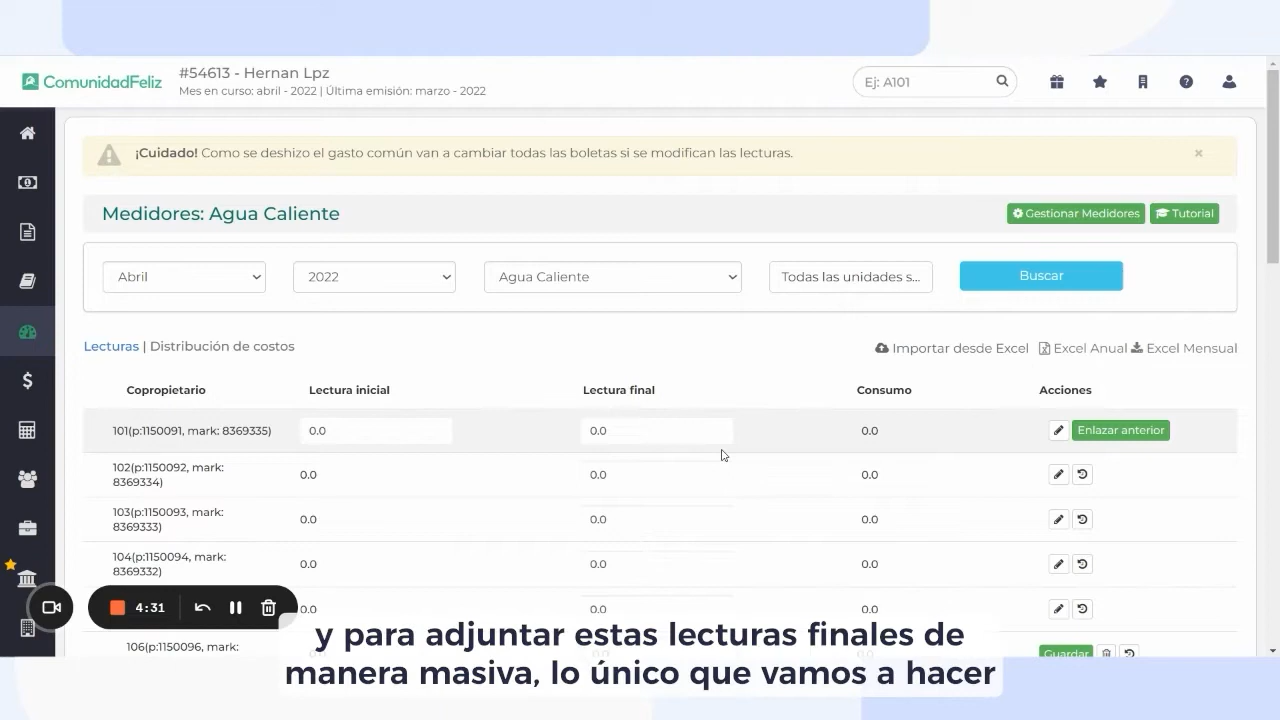 ComunidadFeliz
#54613 - Hernan Lpz
Mes en curso: abril - 2022 | Último emisión: marzo - 2022
Ej: A101
¡Cuidado! Como se deshizo el gasto común van a cambiar todas las boletas si se modifican las lecturas.
×
Medidores: Agua Caliente
Gestionar Medidores
Tutorial
Abril
2022
Agua Caliente
Todas las unidades s...
Buscar
Lecturas | Distribución de costos
Importar desde Excel
Excel Anual
Excel Mensual
Copropietario
Lectura inicial
Lectura final
Consumo
Acciones
101(p:1150091, mark: 8369335)
0.0
0.0
0.0
Enlazar anterior
102(p:1150092, mark:
8369334)
0.0
0.0
0.0
103(p:1150093, mark:
8369333)
0.0
0.0
0.0
104(p:1150094, mark:
8369332)
0.0
0.0
0.0
4:31
0.0
0.0
0.0
106(p:1150096, mark:
Guardar
y para adjuntar estas lecturas finales de
manera masiva, lo único que vamos a hacer